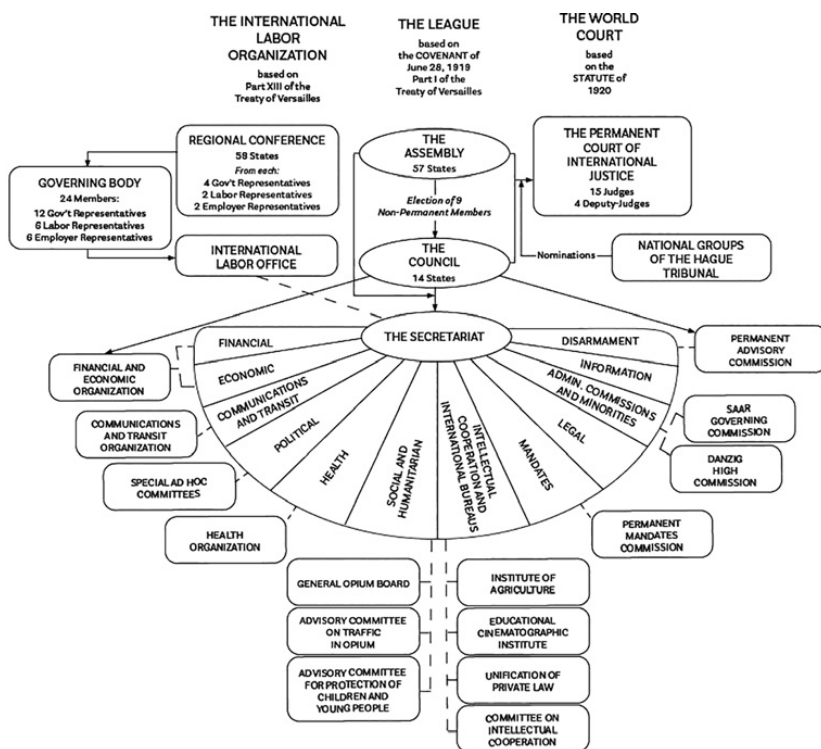 THE INTERNATIONAL
LABOR
ORGANIZATION
based on
Part XIII of the
Treaty of Versailles
THE LEAGUE
based on
the COVENANT of
June 28, 1919
Part I of the
Treaty of Versailles
THE WORLD
COURT
based
on the
STATUTE of
1920
REGIONAL CONFERENCE
59 States
From each:
4 Gov't Representatives
2 Labor Representatives
2 Employer Representatives
GOVERNING BODY
24 Members:
12 Gov't Representatives
6 Labor Representatives
6 Employer Representatives
INTERNATIONAL
LABOR OFFICE
THE
ASSEMBLY
57 States
Election of 9
Non-Permanent Members
THE
COUNCIL
14 States
THE PERMANENT
COURT OF
INTERNATIONAL
JUSTICE
15 Judges
4 Deputy-Judges
Nominations
NATIONAL GROUPS
OF THE HAGUE
TRIBUNAL
THE SECRETARIAT
FINANCIAL
ECONOMIC
COMMUNICATIONS
AND TRANSIT
POLITICAL
HEALTH
SOCIAL AND
HUMANITARIAN
INTELLECTUAL
COOPERATION AND
INTERNATIONAL BUREAUS
MANDATES
LEGAL
ADMIN. COMMISSIONS
AND MINORITIES
INFORMATION
DISARMAMENT
FINANCIAL AND
ECONOMIC
ORGANIZATION
COMMUNICATIONS
AND TRANSIT
ORGANIZATION
SPECIAL AD HOC
COMMITTEES
HEALTH
ORGANIZATION
PERMANENT
ADVISORY
COMMISSION
SAAR
GOVERNING
COMMISSION
DANZIG
HIGH
COMMISSION
PERMANENT
MANDATES
COMMISSION
GENERAL OPIUM BOARD
ADVISORY COMMITTEE
ON TRAFFIC
IN OPIUM
ADVISORY COMMITTEE
FOR PROTECTION OF
CHILDREN AND
YOUNG PEOPLE
INSTITUTE OF
AGRICULTURE
EDUCATIONAL
CINEMATOGRAPHIC
INSTITUTE
UNIFICATION OF
PRIVATE LAW
COMMITTEE ON
INTELLECTUAL
COOPERATION